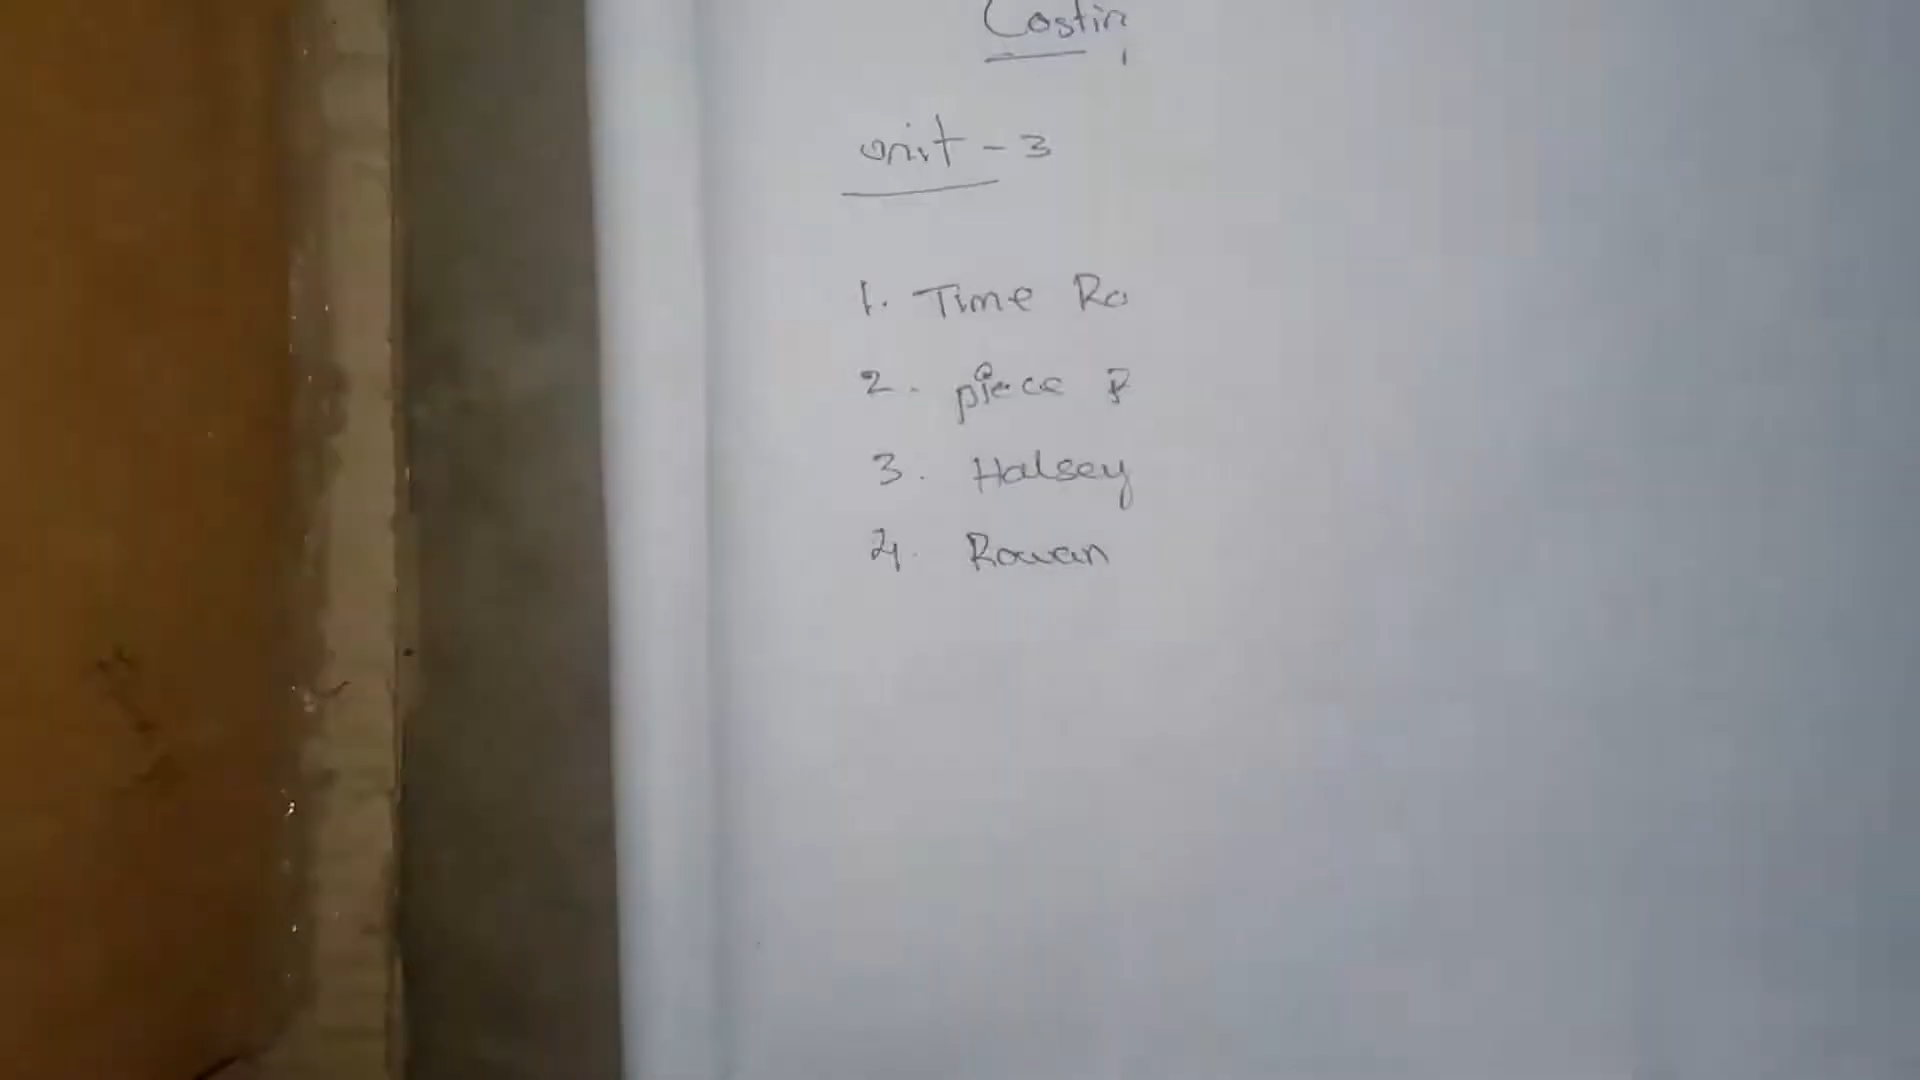 Costin
unit - 3
1. Time Ra
2. piece R
3. Halsey
4. Rowan